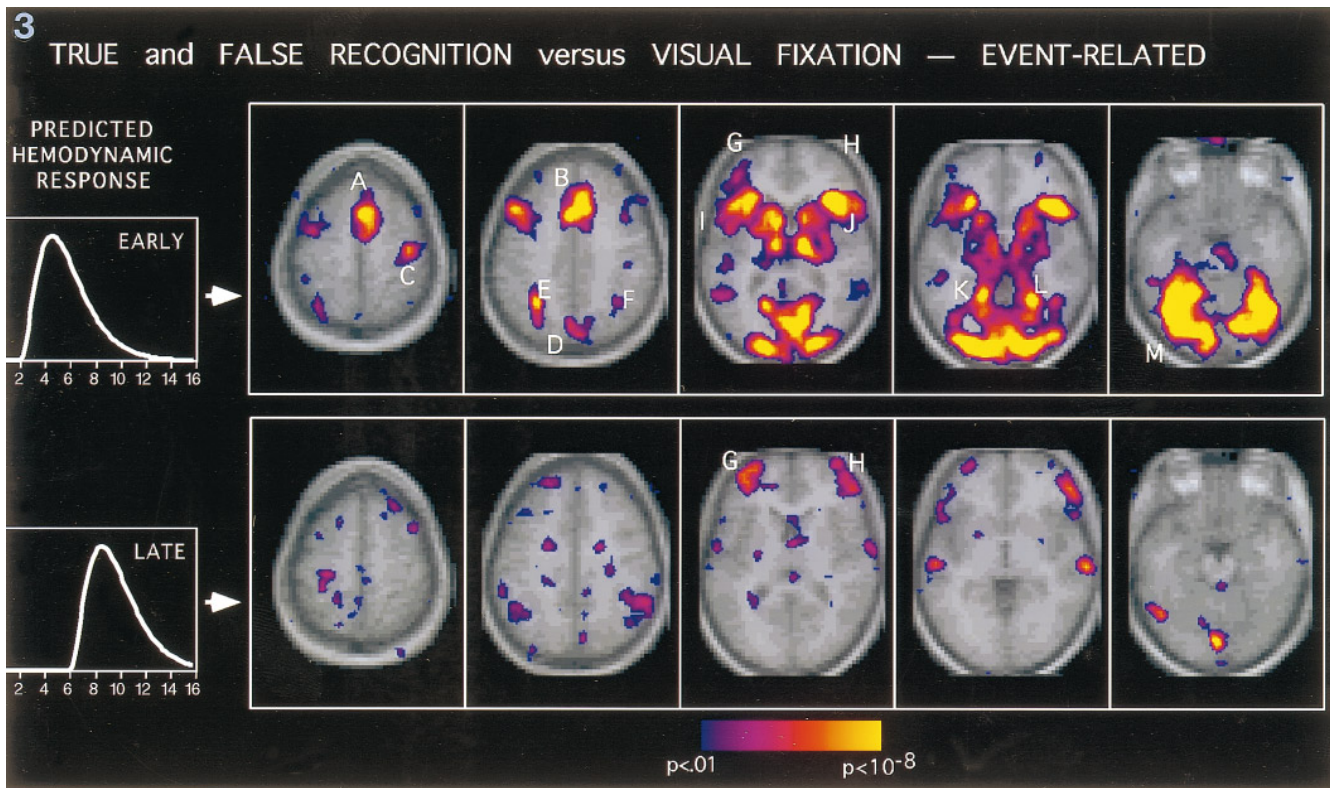 3
TRUE and FALSE RECOGNITION versus VISUAL FIXATION — EVENT-RELATED
PREDICTED
HEMODYNAMIC
RESPONSE
EARLY
2 4 6 8 10 12 14 16
A
C
B
E
F
D
G
H
I
J
K
L
M
LATE
2 4 6 8 10 12 14 16
G
H
p<.01
p<10-8